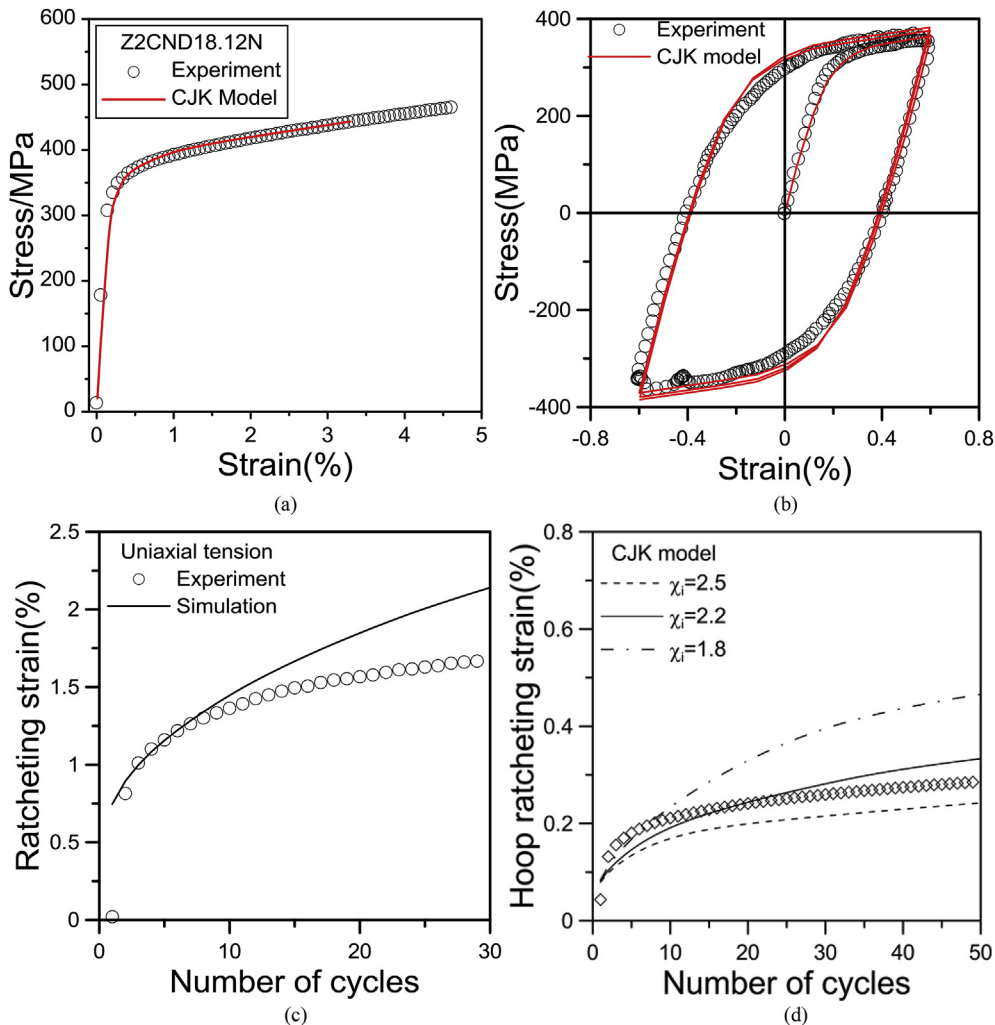 600
500
400
300
200
100
0
Stress/MPa
Z2CND18.12N
Experiment
CJK Model
0
1
2
3
4
5
Strain(%)
(a)
400
200
0
-200
-400
Stress(MPa)
Experiment
CJK model
-0.8
-0.4
0
0.4
0.8
Strain(%)
(b)
2.5
2
1.5
1
0.5
0
Ratcheting strain(%)
Uniaxial tension
Experiment
Simulation
0
10
20
30
Number of cycles
(c)
0.8
0.6
0.4
0.2
0
Hoop ratcheting strain(%)
CJK model
χi=2.5
χi=2.2
χi=1.8
0
10
20
30
40
50
Number of cycles
(d)